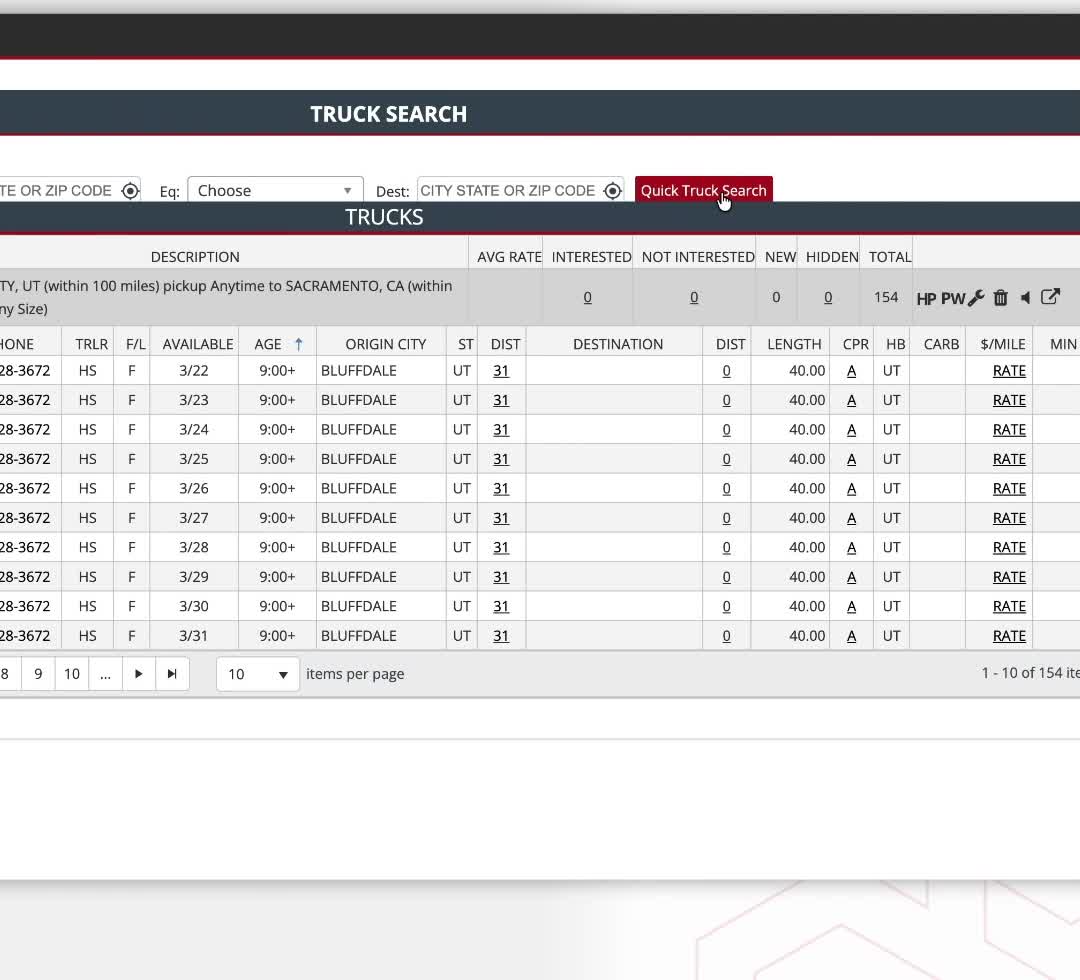 TRUCK SEARCH
TE OR ZIP CODE Eq: Choose Dest: CITY STATE OR ZIP CODE Quick Truck Search
TRUCKS
DESCRIPTION AVG RATE INTERESTED NOT INTERESTED NEW HIDDEN TOTAL
TY, UT (within 100 miles) pickup Anytime to SACRAMENTO, CA (within
ny Size) 0 0 0 0 154 HP PW
HONE TRLR F/L AVAILABLE AGE ↑ ORIGIN CITY ST DIST DESTINATION DIST LENGTH CPR HB CARB $/MILE MIN
28-3672 HS F 3/22 9:00+ BLUFFDALE UT 31 0 40.00 A UT RATE
28-3672 HS F 3/23 9:00+ BLUFFDALE UT 31 0 40.00 A UT RATE
28-3672 HS F 3/24 9:00+ BLUFFDALE UT 31 0 40.00 A UT RATE
28-3672 HS F 3/25 9:00+ BLUFFDALE UT 31 0 40.00 A UT RATE
28-3672 HS F 3/26 9:00+ BLUFFDALE UT 31 0 40.00 A UT RATE
28-3672 HS F 3/27 9:00+ BLUFFDALE UT 31 0 40.00 A UT RATE
28-3672 HS F 3/28 9:00+ BLUFFDALE UT 31 0 40.00 A UT RATE
28-3672 HS F 3/29 9:00+ BLUFFDALE UT 31 0 40.00 A UT RATE
28-3672 HS F 3/30 9:00+ BLUFFDALE UT 31 0 40.00 A UT RATE
28-3672 HS F 3/31 9:00+ BLUFFDALE UT 31 0 40.00 A UT RATE
8 9 10 ... 10 items per page 1 - 10 of 154 ite